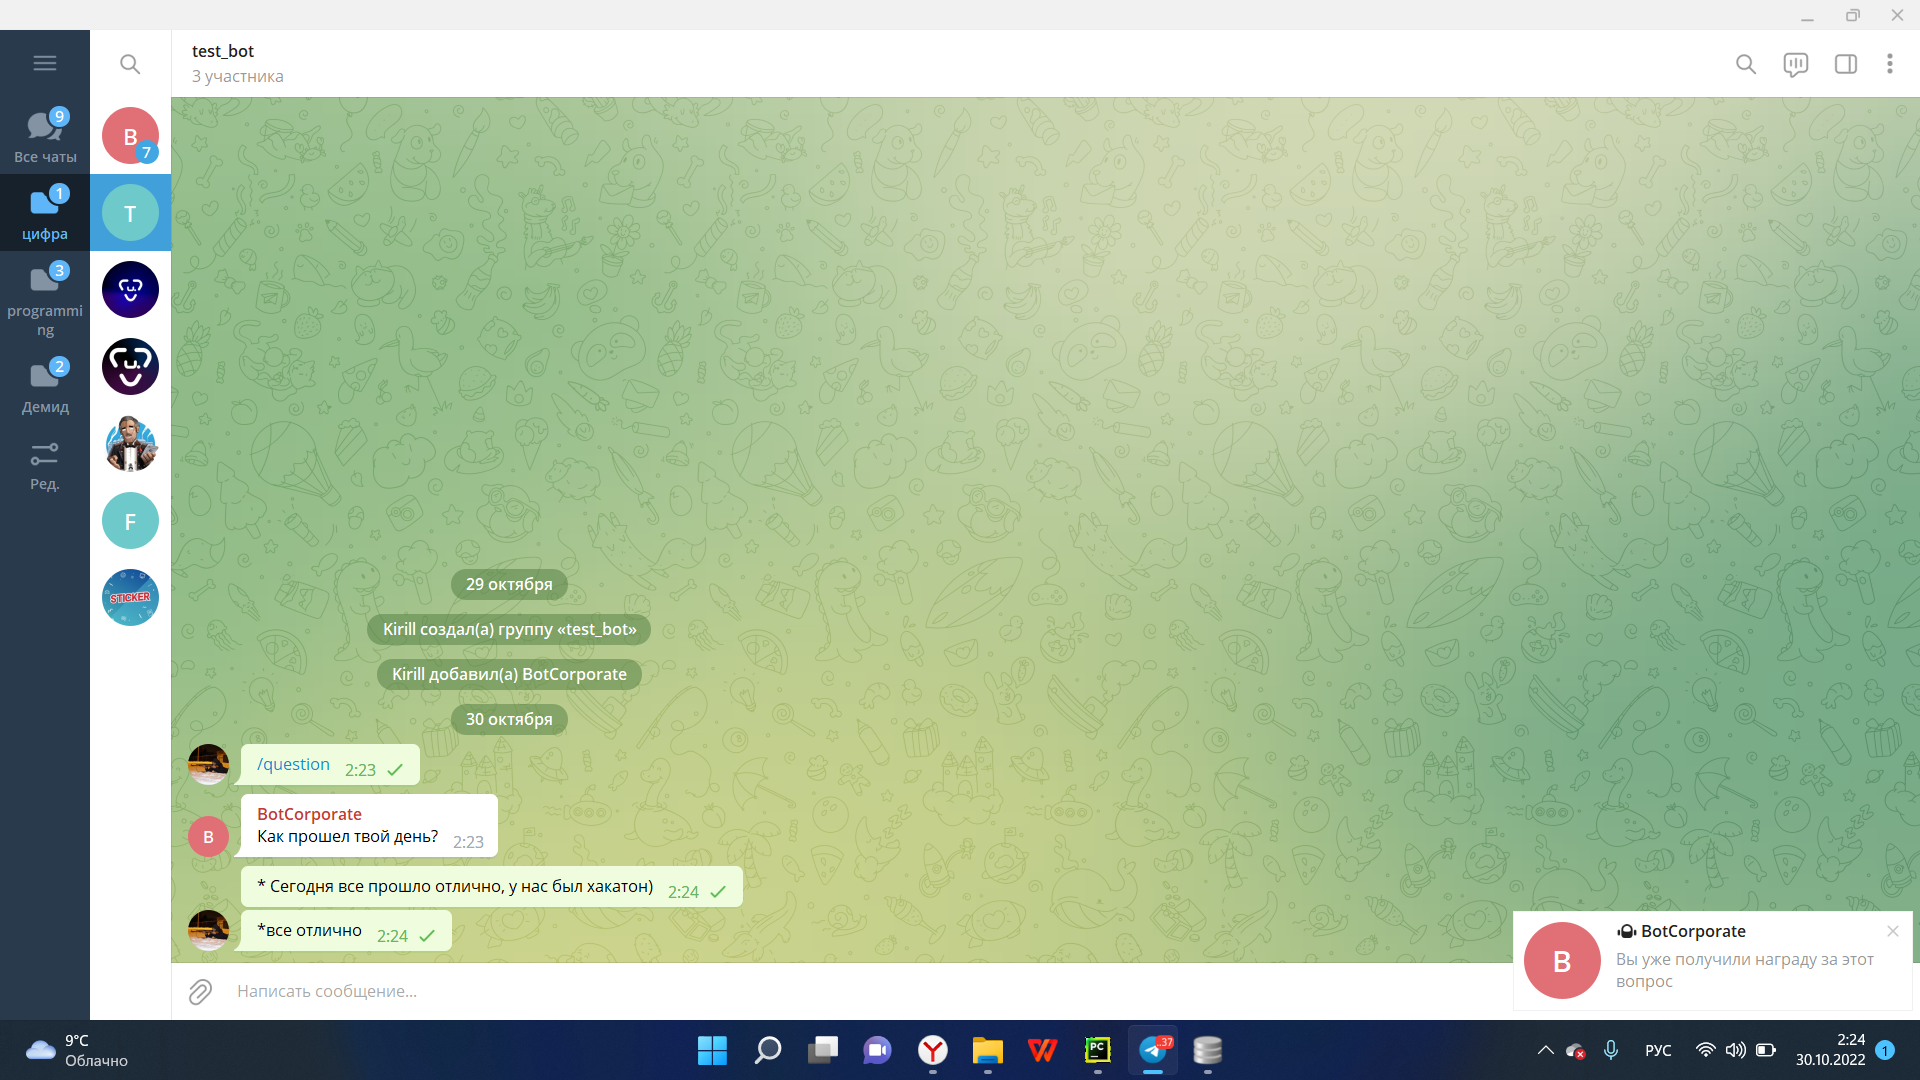 test_bot
3 участника
9
Все чаты
1
цифра
3
programmi
ng
2
Демид
Ред.
B
7
T
F
STICKER
29 октября
Kirill создал(а) группу «test_bot»
Kirill добавил(а) BotCorporate
30 октября
/question 2:23
BotCorporate
B
Как прошел твой день? 2:23
* Сегодня все прошло отлично, у нас был хакатон) 2:24
*все отлично 2:24
Написать сообщение...
B
BotCorporate
Вы уже получили награду за этот
вопрос
9°C
Облачно
PC
..37
РУС
2:24
30.10.2022
1